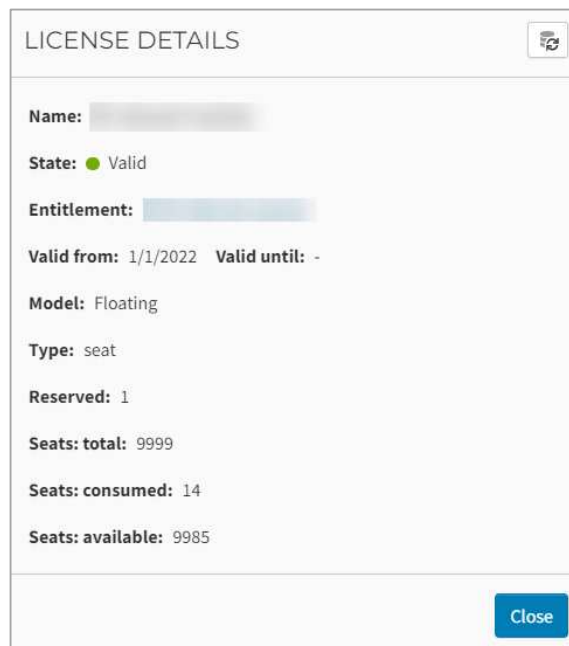 LICENSE DETAILS
Name:
State: Valid
Entitlement:
Valid from: 1/1/2022 Valid until: -
Model: Floating
Type: seat
Reserved: 1
Seats: total: 9999
Seats: consumed: 14
Seats: available: 9985
Close